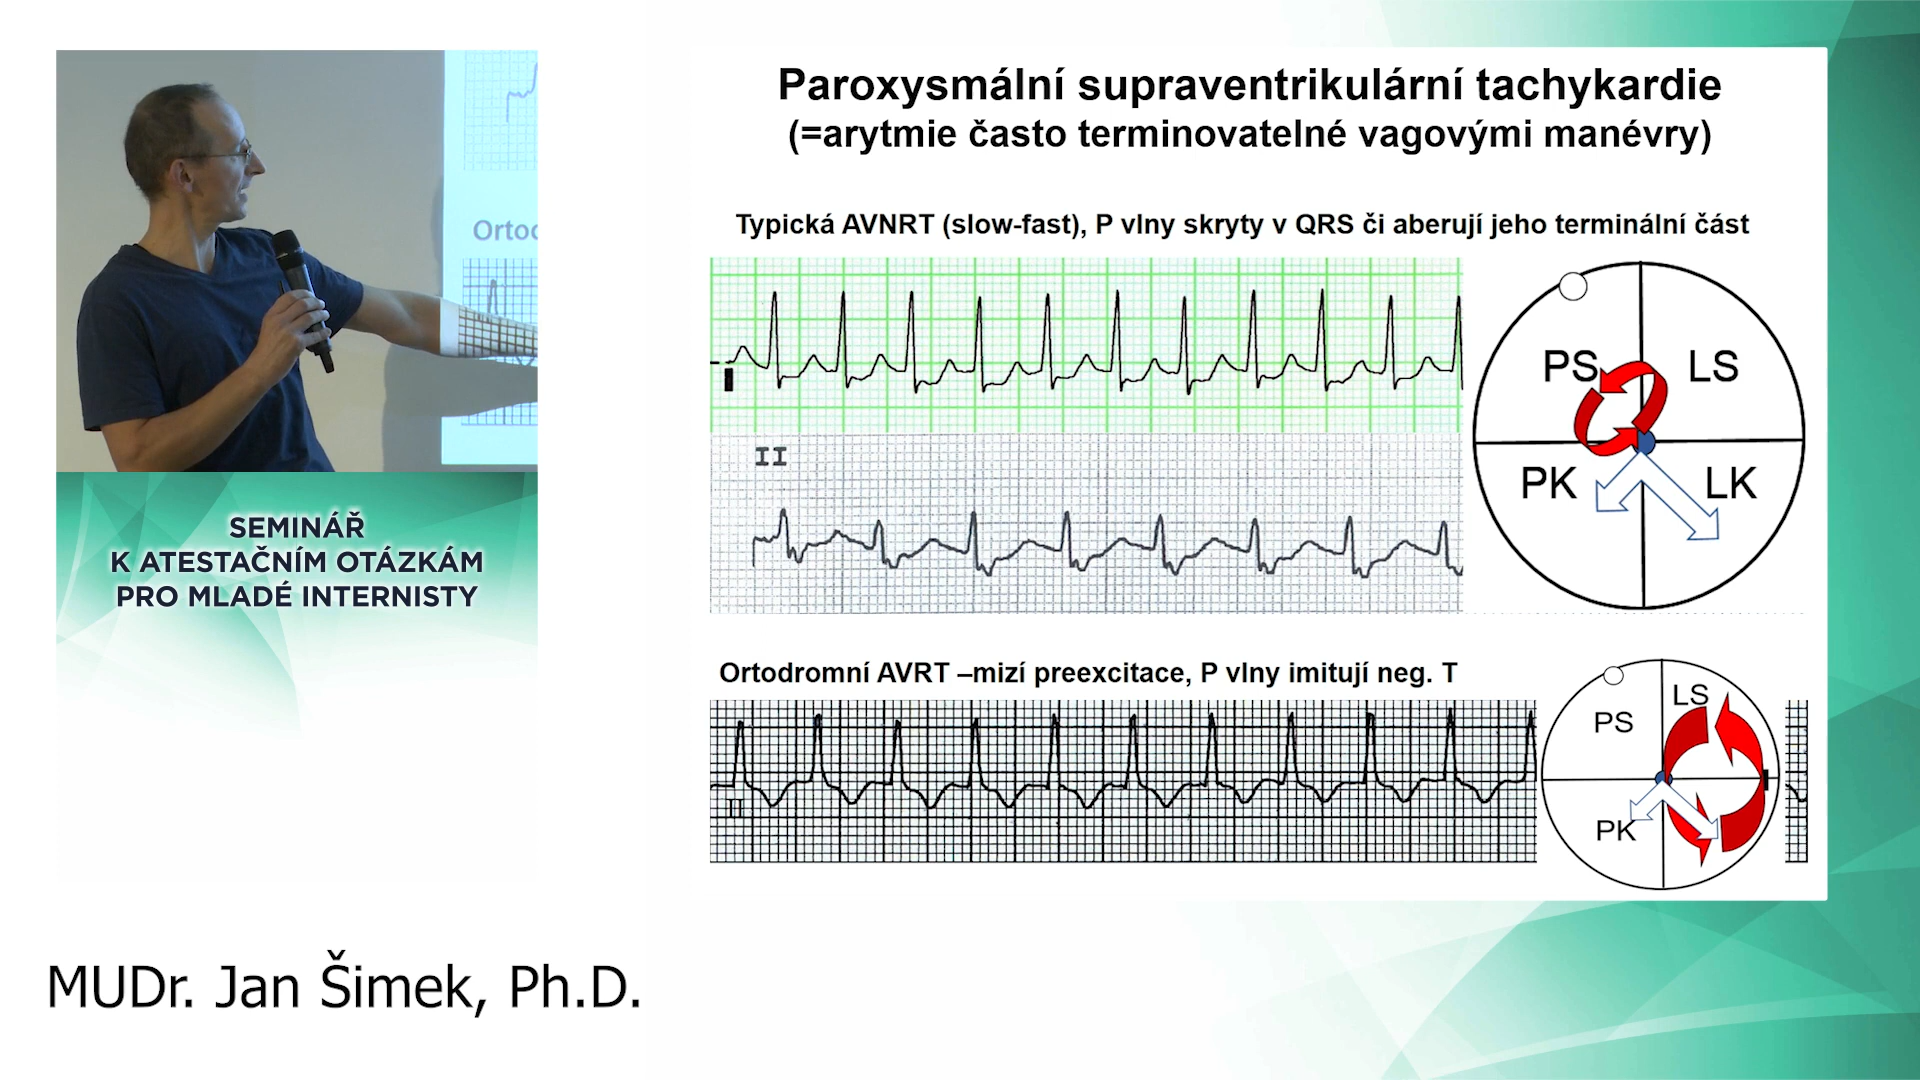 Paroxysmální supraventrikulární tachykardie
(=arytmie často terminovatelné vagovými manévry)
Typická AVNRT (slow-fast), P vlny skryty v QRS či aberují jeho terminální část
PS
LS
PK
LK
II
Ortodromní AVRT –mizí preexcitace, P vlny imitují neg. T
LS
PS
PK
II
Ortod
SEMINÁŘ
K ATESTAČNÍM OTÁZKÁM
PRO MLADÉ INTERNISTY
MUDr. Jan Šimek, Ph.D.